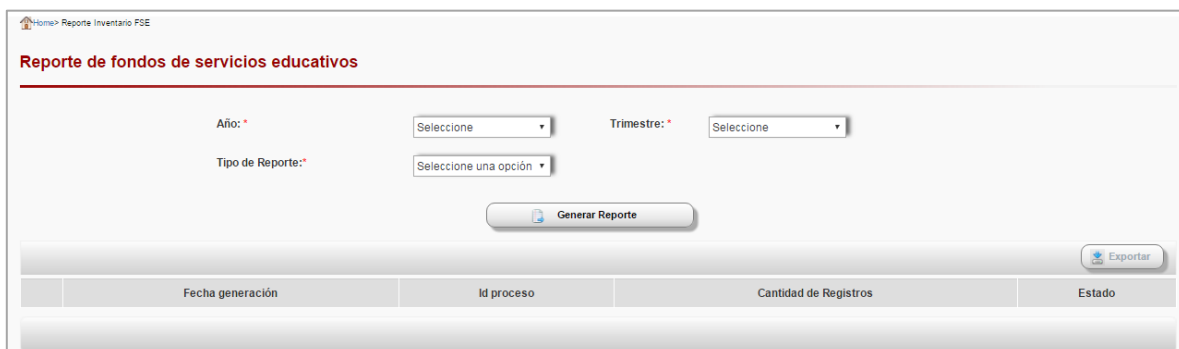 Home> Reporte Inventario FSE
Reporte de fondos de servicios educativos
Año: * Seleccione Trimestre: * Seleccione
Tipo de Reporte:* Seleccione una opción
Generar Reporte
Exportar
Fecha generación Id proceso Cantidad de Registros Estado